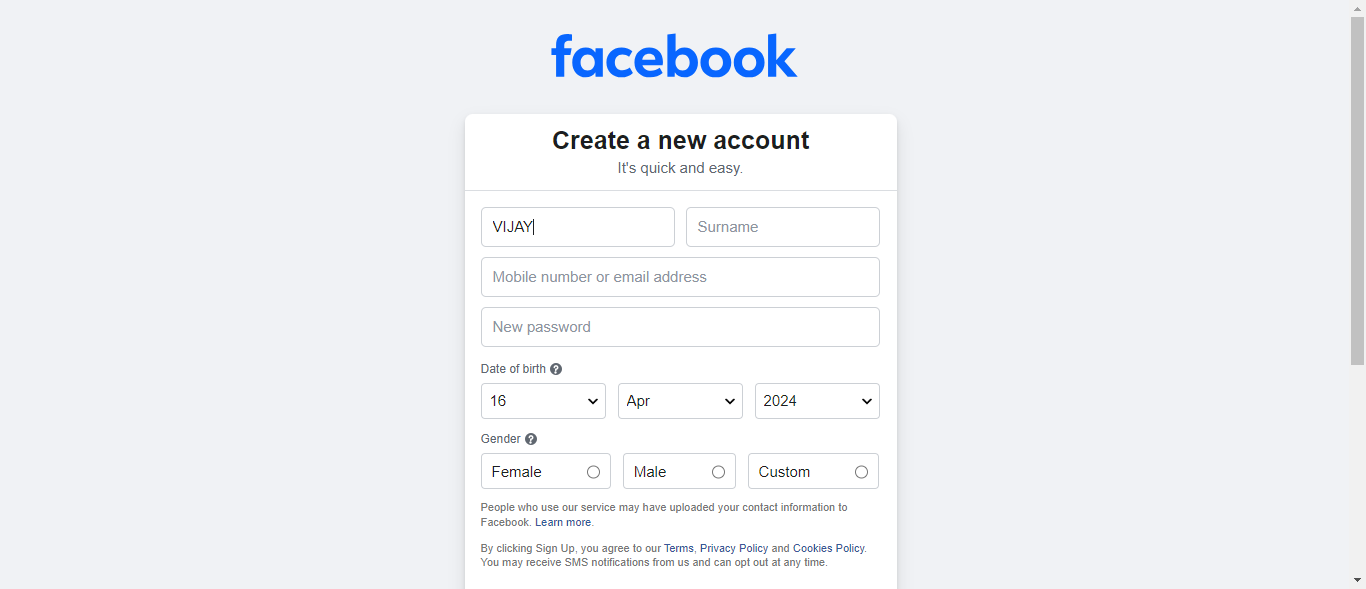 facebook
Create a new account
It's quick and easy.
VIJAY Surname
Mobile number or email address
New password
Date of birth ?
16 Apr 2024
Gender ?
Female Male Custom
People who use our service may have uploaded your contact information to
Facebook. Learn more.
By clicking Sign Up, you agree to our Terms, Privacy Policy and Cookies Policy.
You may receive SMS notifications from us and can opt out at any time.